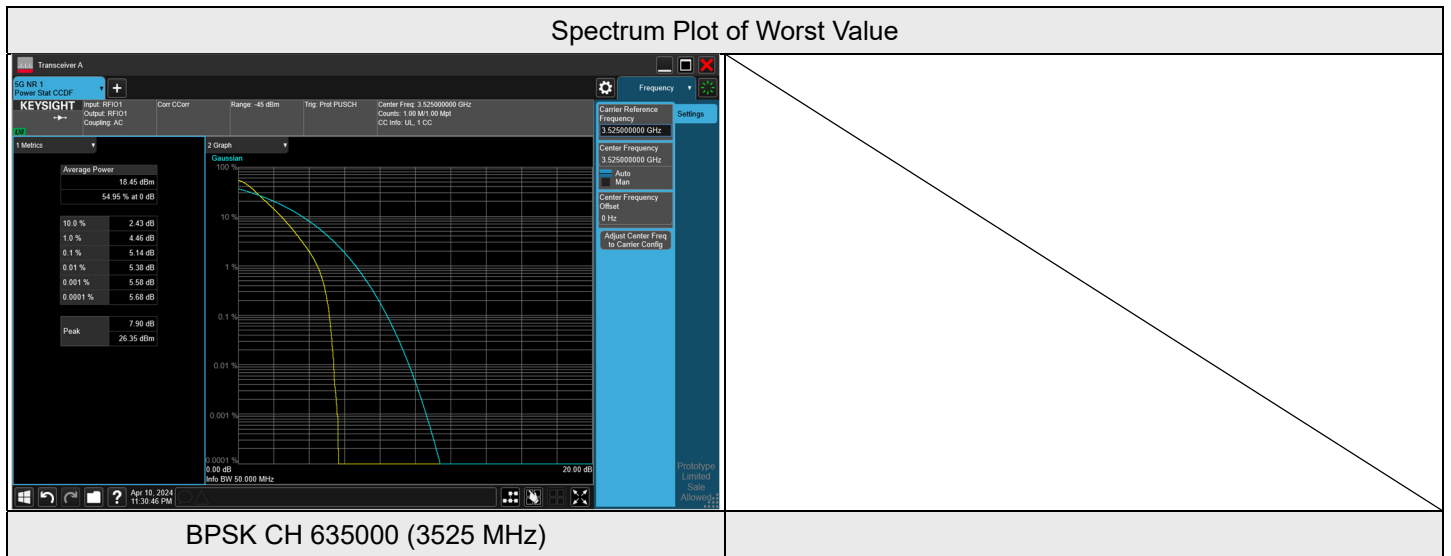 Spectrum Plot of Worst Value
Transceiver A
5G NR 1
Power Stat CCDF
+
Frequency
KEYSIGHT
Input: RFIO1
Output: RFIO1
Coupling: AC
Corr CCorr
Range: -45 dBm
Trig: Prot PUSCH
Center Freq: 3.525000000 GHz
Counts: 1.00 M/1.00 Mpt
CC Info: UL, 1 CC
LXI
1 Metrics
Average Power
18.45 dBm
54.95 % at 0 dB
10.0 % 2.43 dB
1.0 % 4.46 dB
0.1 % 5.14 dB
0.01 % 5.38 dB
0.001 % 5.58 dB
0.0001 % 5.68 dB
Peak
7.90 dB
26.35 dBm
2 Graph
Gaussian
100 %
10 %
1 %
0.1 %
0.01 %
0.001 %
0.0001 %
0.00 dB
20.00 dB
Info BW 50.000 MHz
Carrier Reference
Frequency
3.525000000 GHz
Center Frequency
3.525000000 GHz
Auto
Man
Center Frequency
Offset
0 Hz
Adjust Center Freq
to Carrier Config
Settings
Prototype
Limited
Sale
Allowed
?
Apr 10, 2024
11:30:46 PM
BPSK CH 635000 (3525 MHz)